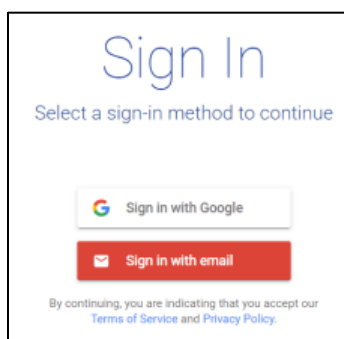 Sign In
Select a sign-in method to continue
Sign in with Google
Sign in with email
By continuing, you are indicating that you accept our
Terms of Service and Privacy Policy.